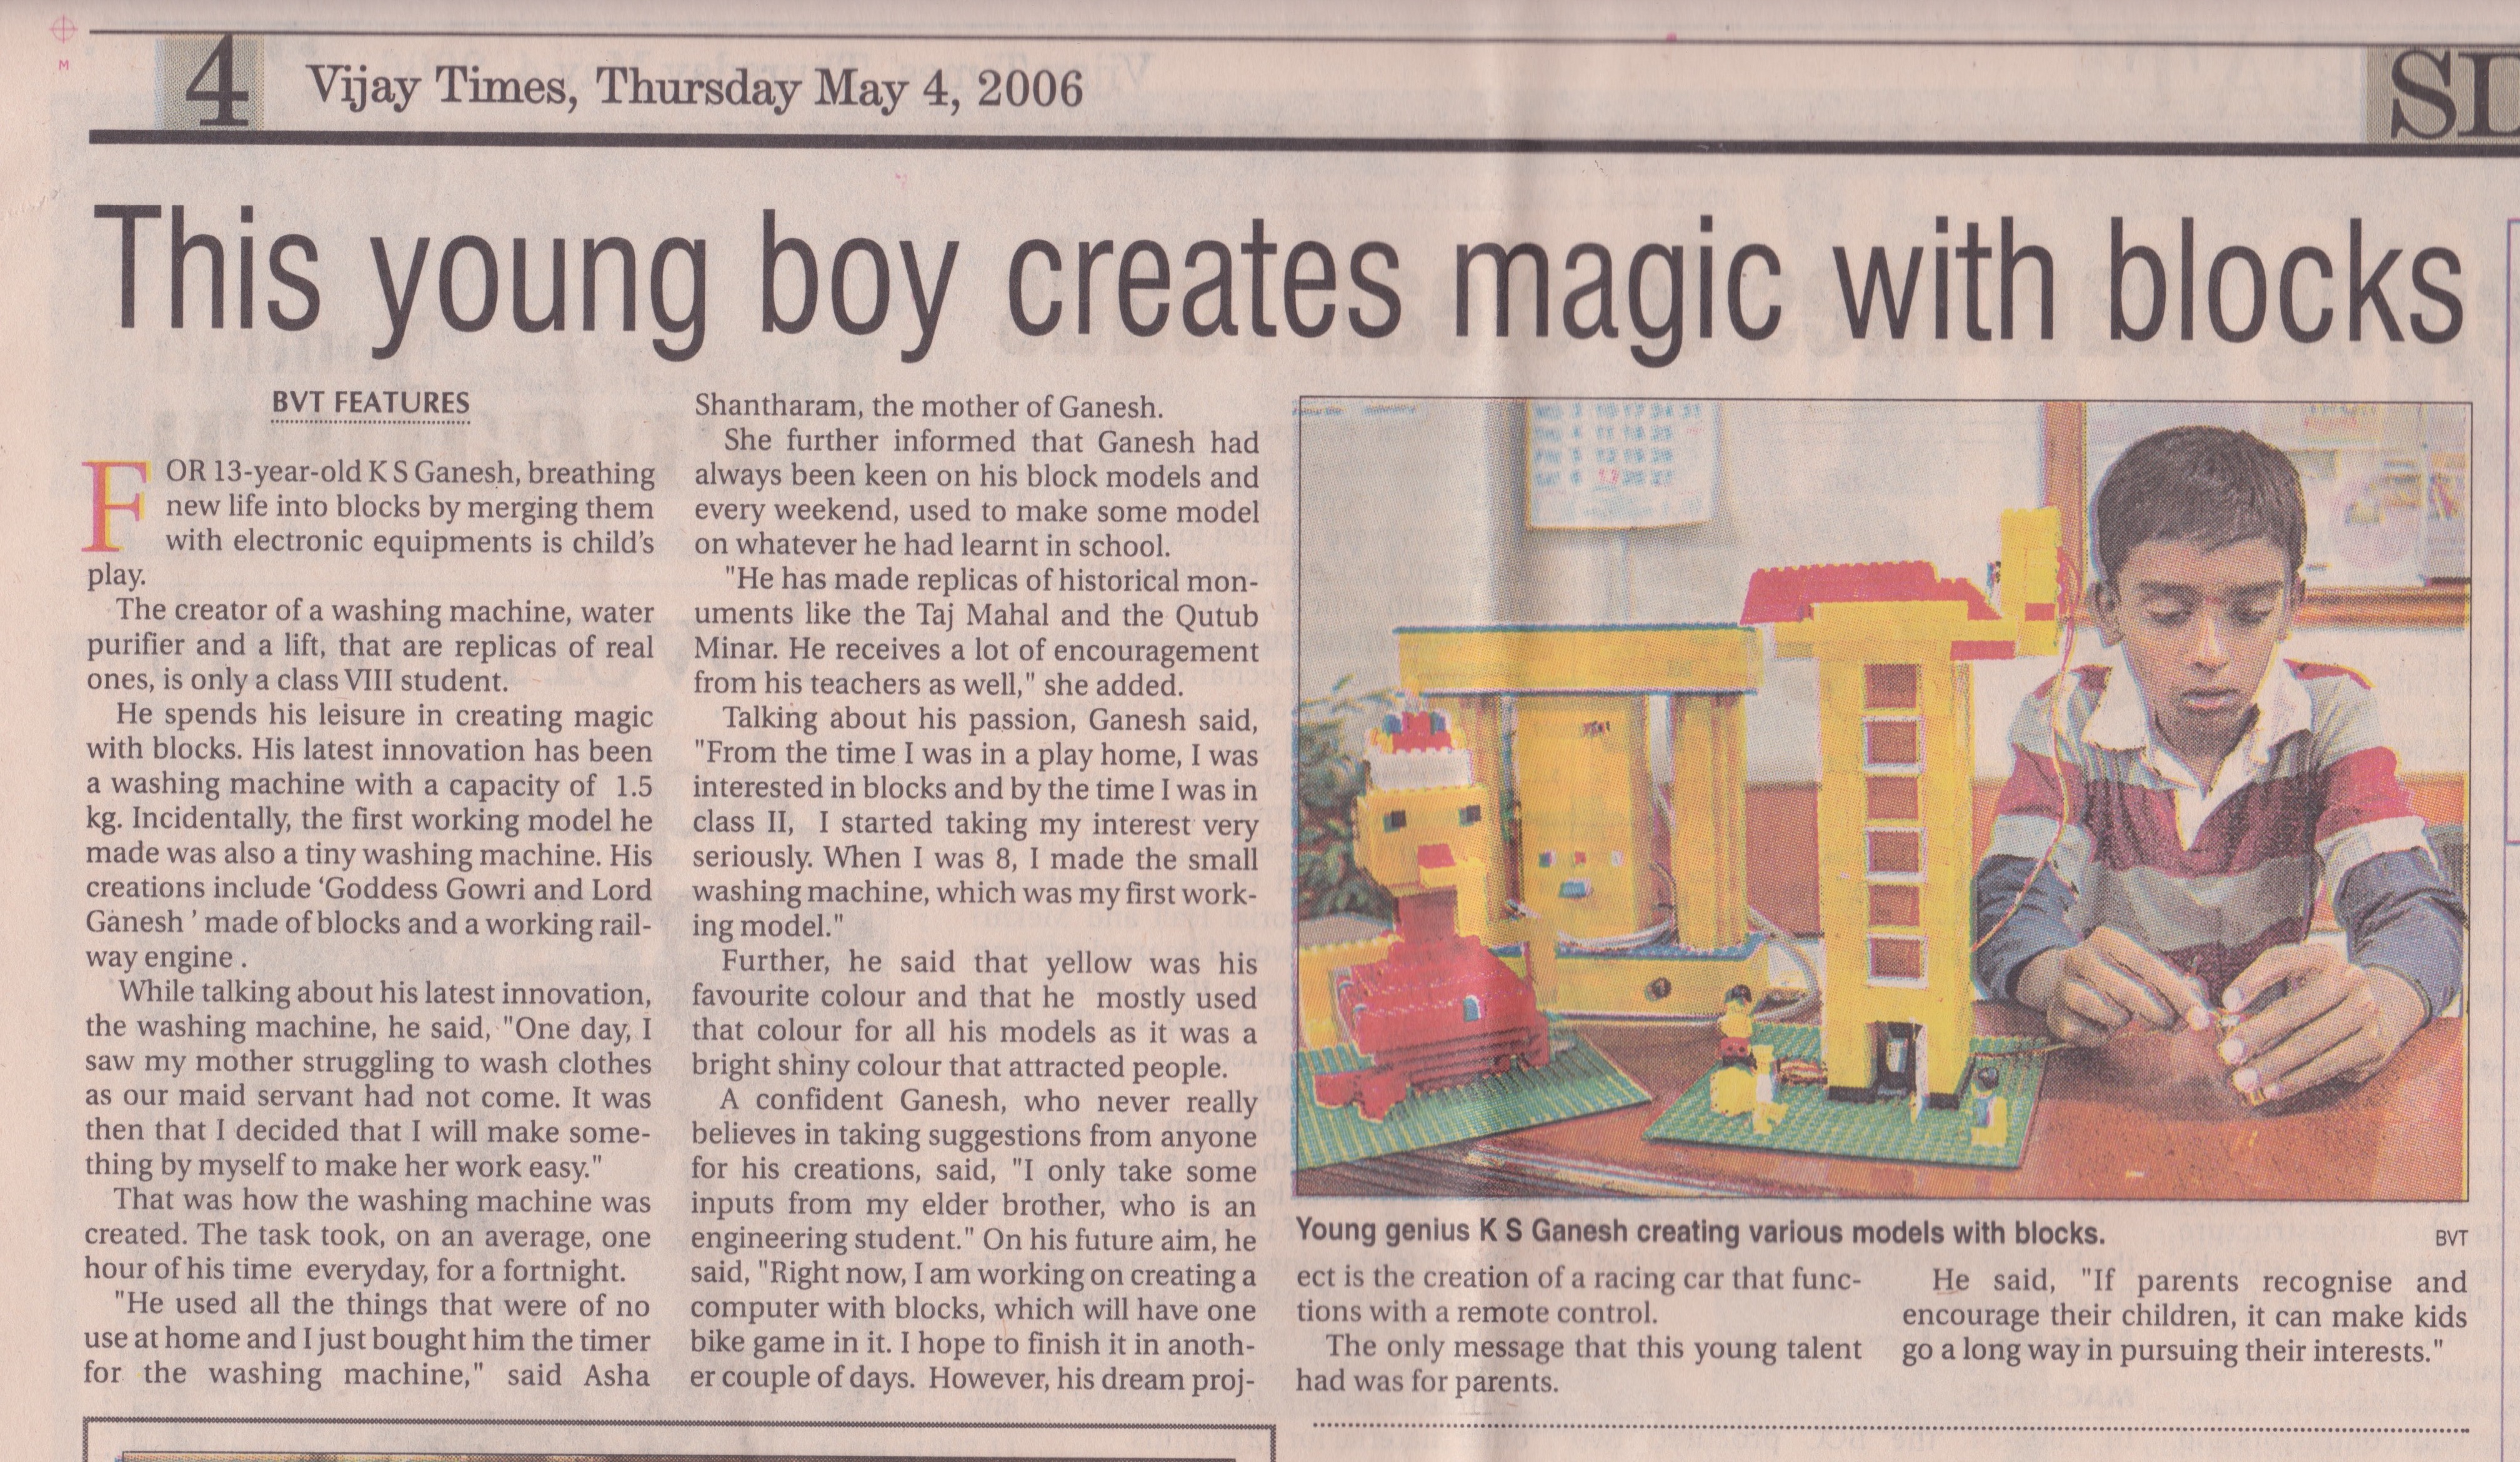 4 Vijay Times, Thursday May 4, 2006
This young boy creates magic with blocks
BVT FEATURES
FOR 13-year-old K S Ganesh, breathing
new life into blocks by merging them
with electronic equipments is child's
play.
The creator of a washing machine, water
purifier and a lift, that are replicas of real
ones, is only a class VIII student.
He spends his leisure in creating magic
with blocks. His latest innovation has been
a washing machine with a capacity of 1.5
kg. Incidentally, the first working model he
made was also a tiny washing machine. His
creations include ‘Goddess Gowri and Lord
Ganesh ’ made of blocks and a working rail-
way engine .
While talking about his latest innovation,
the washing machine, he said, "One day, I
saw my mother struggling to wash clothes
as our maid servant had not come. It was
then that I decided that I will make some-
thing by myself to make her work easy."
That was how the washing machine was
created. The task took, on an average, one
hour of his time everyday, for a fortnight.
"He used all the things that were of no
use at home and I just bought him the timer
for the washing machine," said Asha
Shantharam, the mother of Ganesh.
She further informed that Ganesh had
always been keen on his block models and
every weekend, used to make some model
on whatever he had learnt in school.
"He has made replicas of historical mon-
uments like the Taj Mahal and the Qutub
Minar. He receives a lot of encouragement
from his teachers as well," she added.
Talking about his passion, Ganesh said,
"From the time I was in a play home, I was
interested in blocks and by the time I was in
class II, I started taking my interest very
seriously. When I was 8, I made the small
washing machine, which was my first work-
ing model."
Further, he said that yellow was his
favourite colour and that he mostly used
that colour for all his models as it was a
bright shiny colour that attracted people.
A confident Ganesh, who never really
believes in taking suggestions from anyone
for his creations, said, "I only take some
inputs from my elder brother, who is an
engineering student." On his future aim, he
said, "Right now, I am working on creating a
computer with blocks, which will have one
bike game in it. I hope to finish it in anoth-
er couple of days. However, his dream proj-
Young genius K S Ganesh creating various models with blocks.
BVT
ect is the creation of a racing car that func-
tions with a remote control.
The only message that this young talent
had was for parents.
He said, "If parents recognise and
encourage their children, it can make kids
go a long way in pursuing their interests."